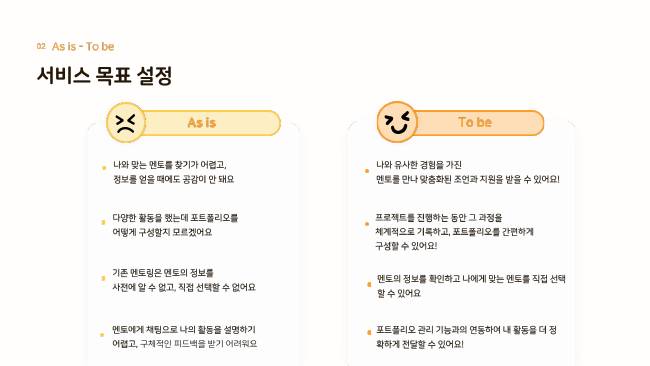 02 As is - To be
서비스 목표 설정
As is
나와 맞는 멘토를 찾기가 어렵고,
정보를 얻을 때에도 공감이 안 돼요
다양한 활동을 했는데 포트폴리오를
어떻게 구성할지 모르겠어요
기존 멘토링은 멘토의 정보를
사전에 알 수 없고, 직접 선택할 수 없어요
멘토에게 채팅으로 나의 활동을 설명하기
어렵고, 구체적인 피드백을 받기 어려워요
To be
나와 유사한 경험을 가진
멘토를 만나 맞춤화된 조언과 지원을 받을 수 있어요!
프로젝트를 진행하는 동안 그 과정을
체계적으로 기록하고, 포트폴리오를 간편하게
구성할 수 있어요!
멘토의 정보를 확인하고 나에게 맞는 멘토를 직접 선택
할 수 있어요
포트폴리오 관리 기능과의 연동하여 내 활동을 더 정
확하게 전달할 수 있어요!